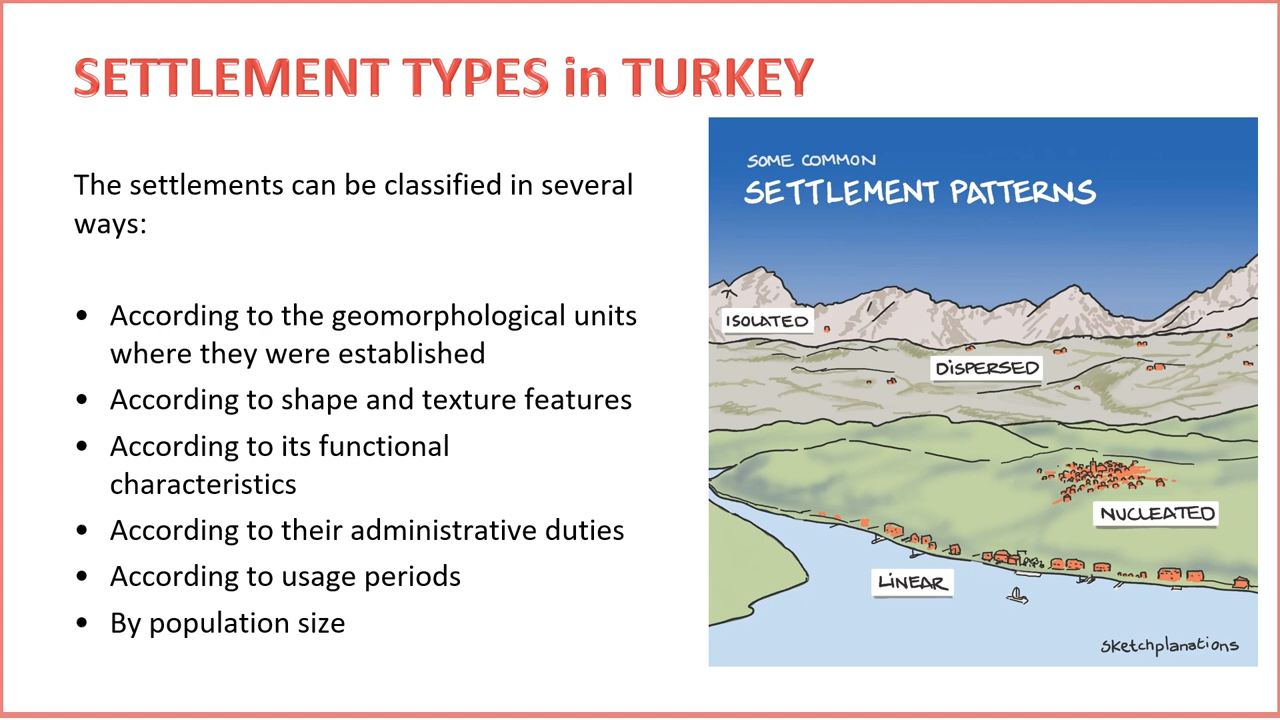 SETTLEMENT TYPES in TURKEY
The settlements can be classified in several
ways:
• According to the geomorphological units
where they were established
• According to shape and texture features
• According to its functional
characteristics
• According to their administrative duties
• According to usage periods
• By population size
SOME COMMON
SETTLEMENT PATTERNS
ISOLATED
DISPERSED
NUCLEATED
LINEAR
sketchplanations